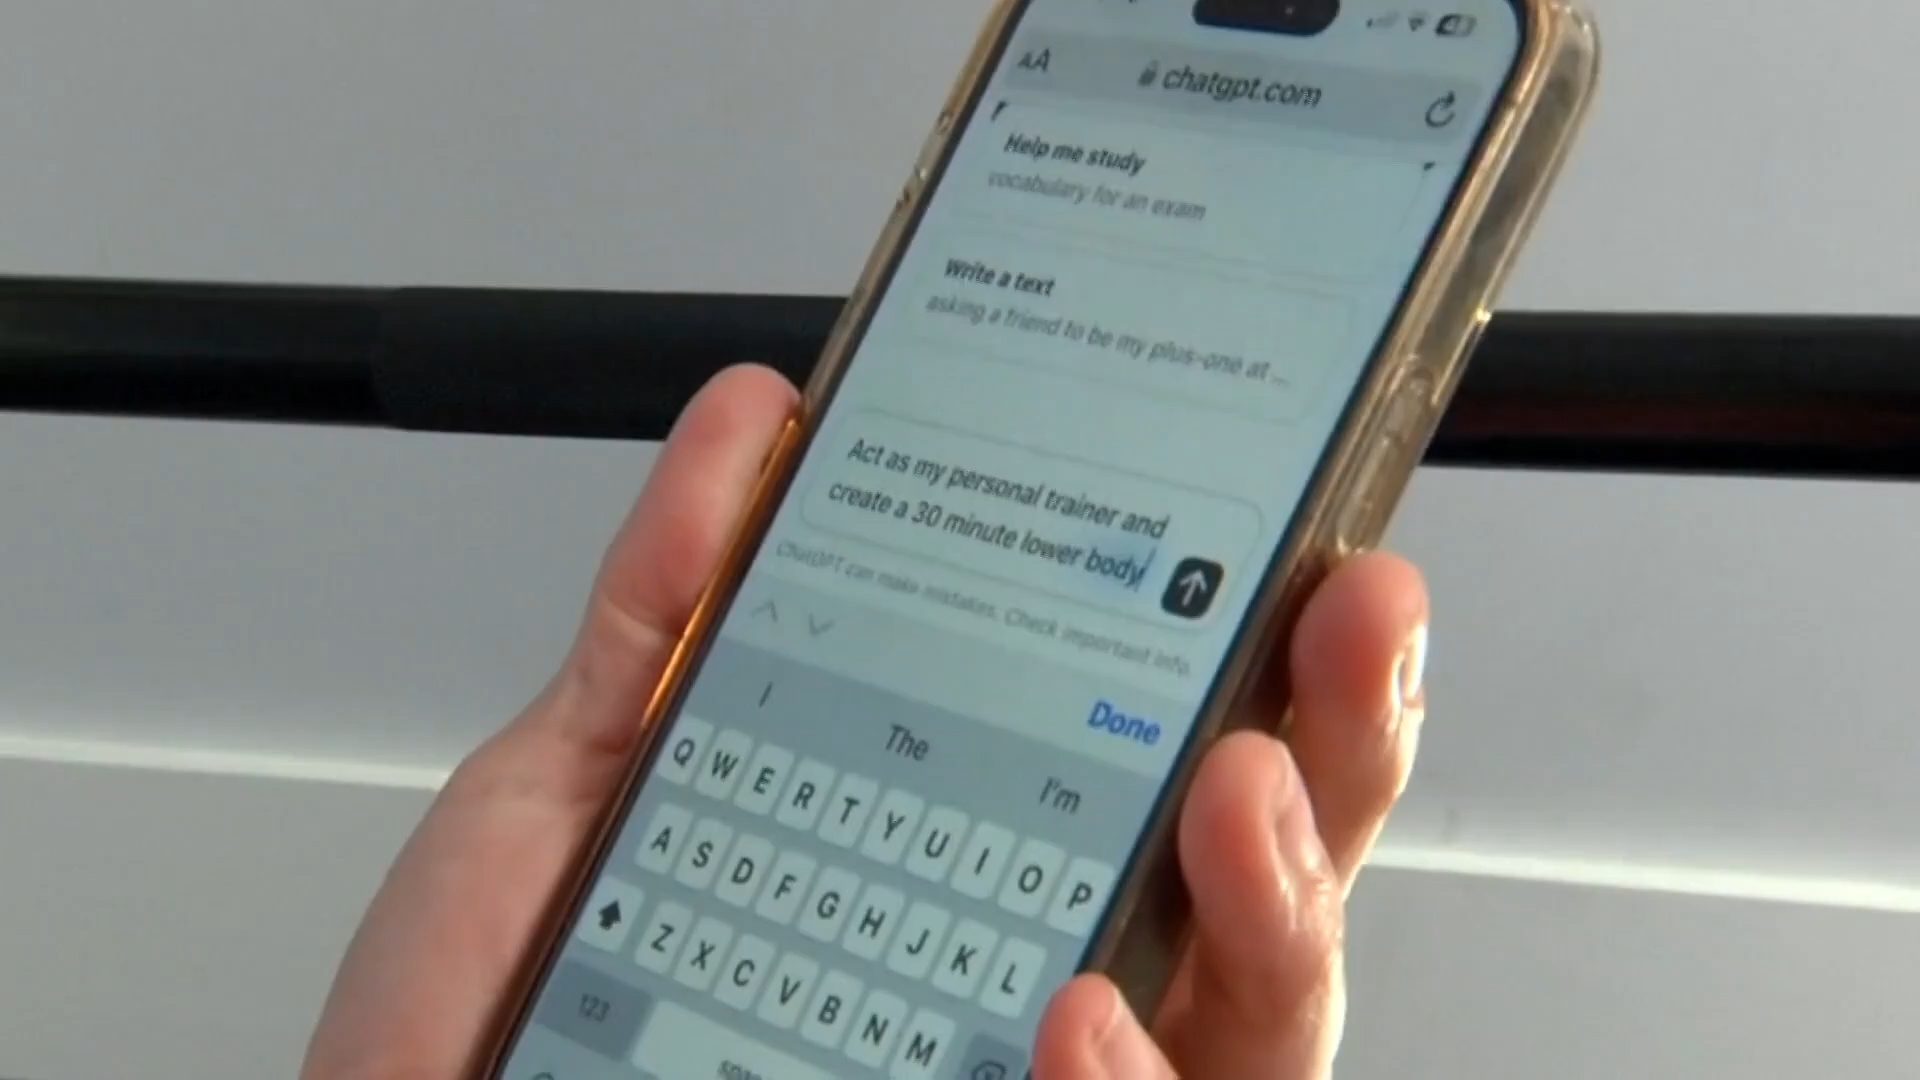 AA chatgpt.com
Help me study
vocabulary for an exam
Write a text
asking a friend to be my plus-one at ...
Act as my personal trainer and
create a 30 minute lower body
ChatGPT can make mistakes. Check important info.
Done
I The I'm
Q W E R T Y U I O P
A S D F G H J K L
Z X C V B N M
123